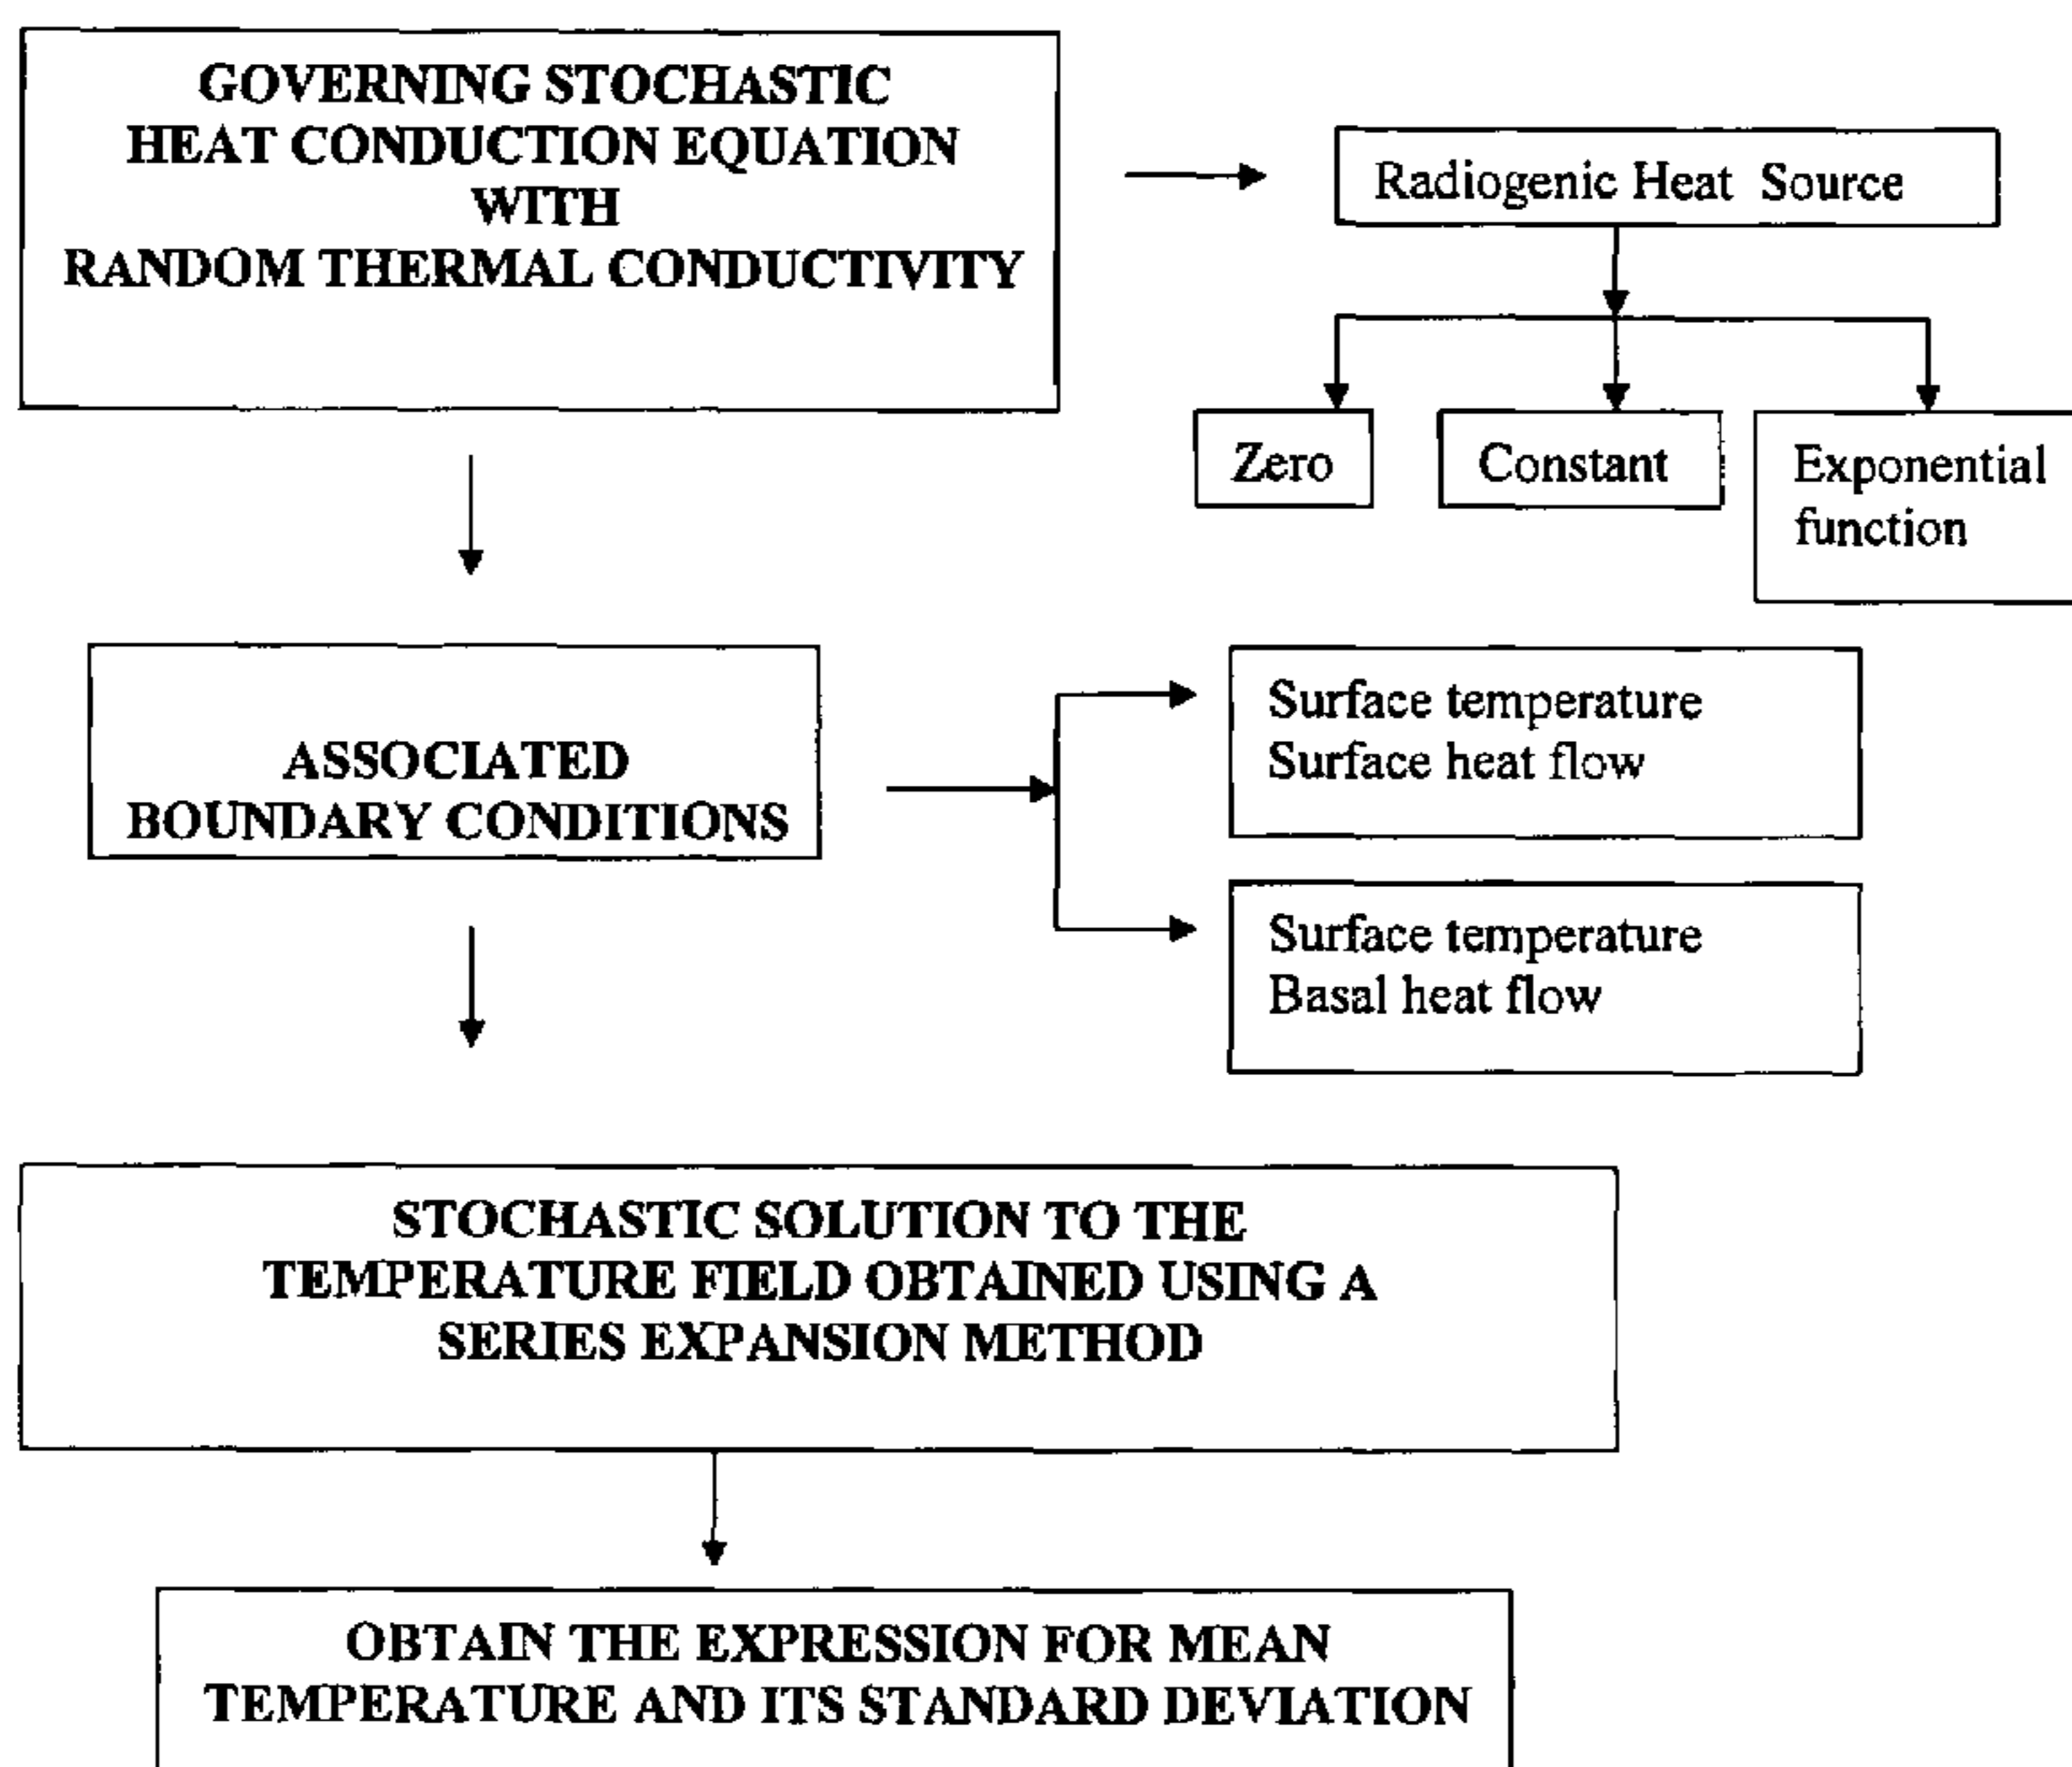 GOVERNING STOCHASTIC
HEAT CONDUCTION EQUATION
WITH
RANDOM THERMAL CONDUCTIVITY
Radiogenic Heat Source
Zero
Constant
Exponential
function
ASSOCIATED
BOUNDARY CONDITIONS
Surface temperature
Surface heat flow
Surface temperature
Basal heat flow
STOCHASTIC SOLUTION TO THE
TEMPERATURE FIELD OBTAINED USING A
SERIES EXPANSION METHOD
OBTAIN THE EXPRESSION FOR MEAN
TEMPERATURE AND ITS STANDARD DEVIATION